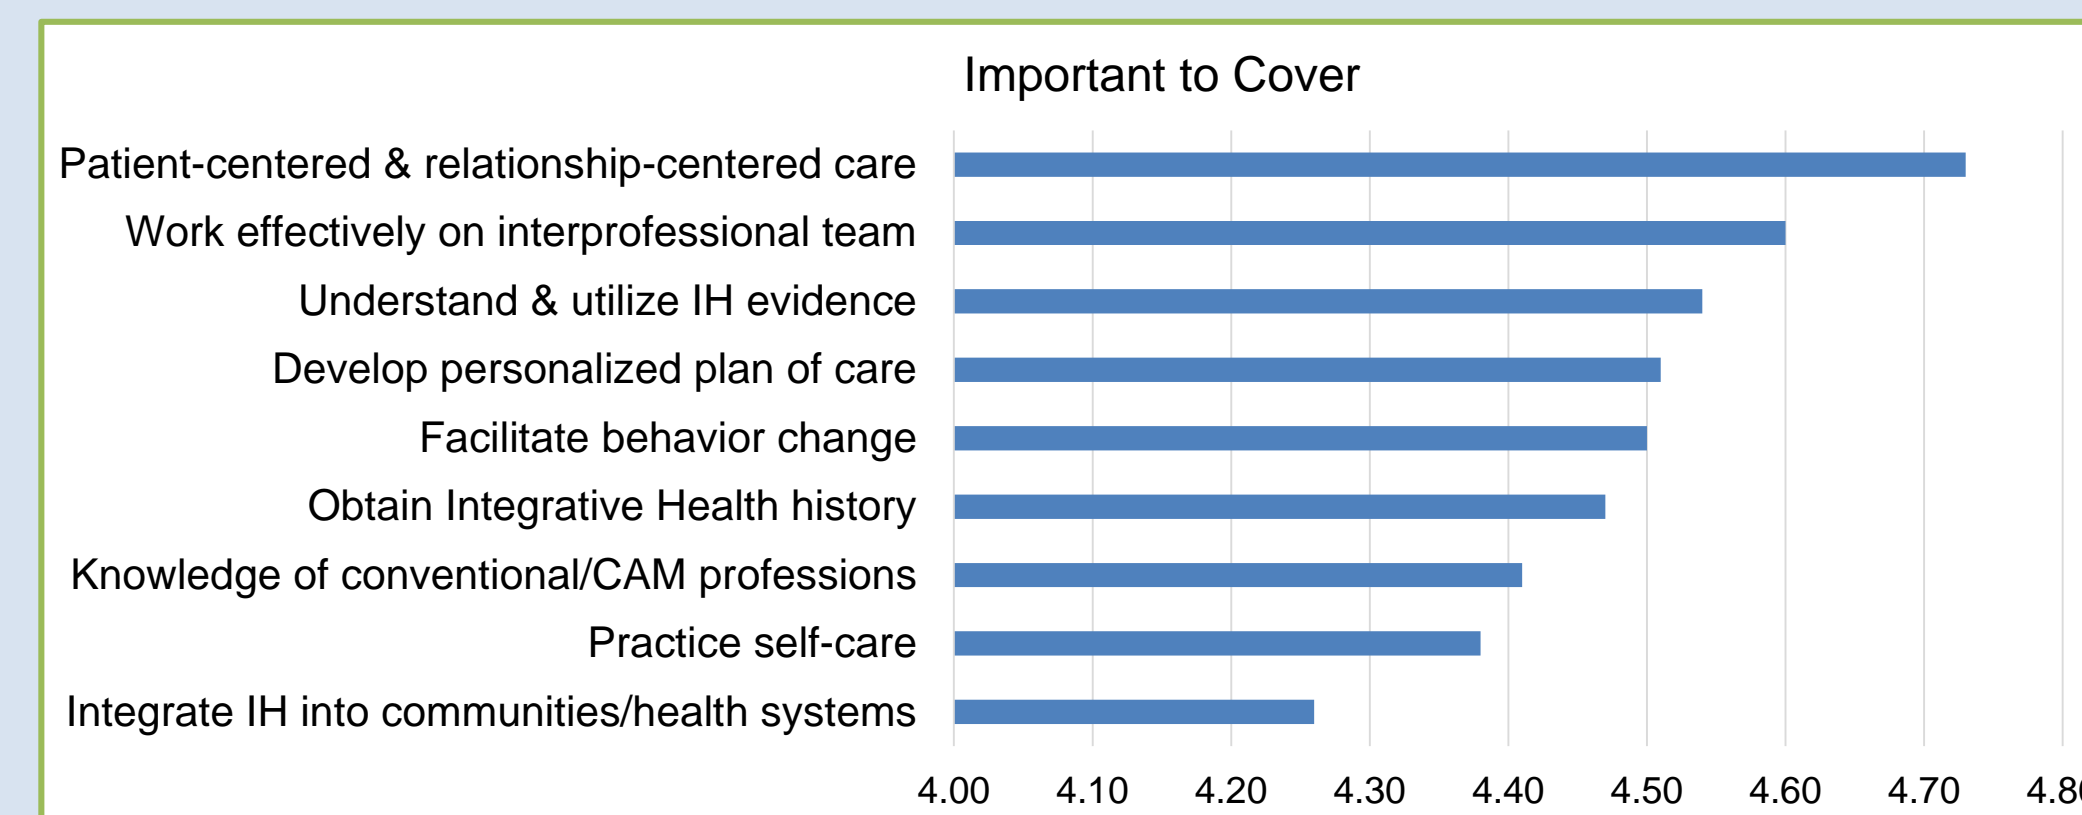 Important to Cover
Patient-centered & relationship-centered care
Work effectively on interprofessional team
Understand & utilize IH evidence
Develop personalized plan of care
Facilitate behavior change
Obtain Integrative Health history
Knowledge of conventional/CAM professions
Practice self-care
Integrate IH into communities/health systems
4.00 4.10 4.20 4.30 4.40 4.50 4.60 4.70 4.80